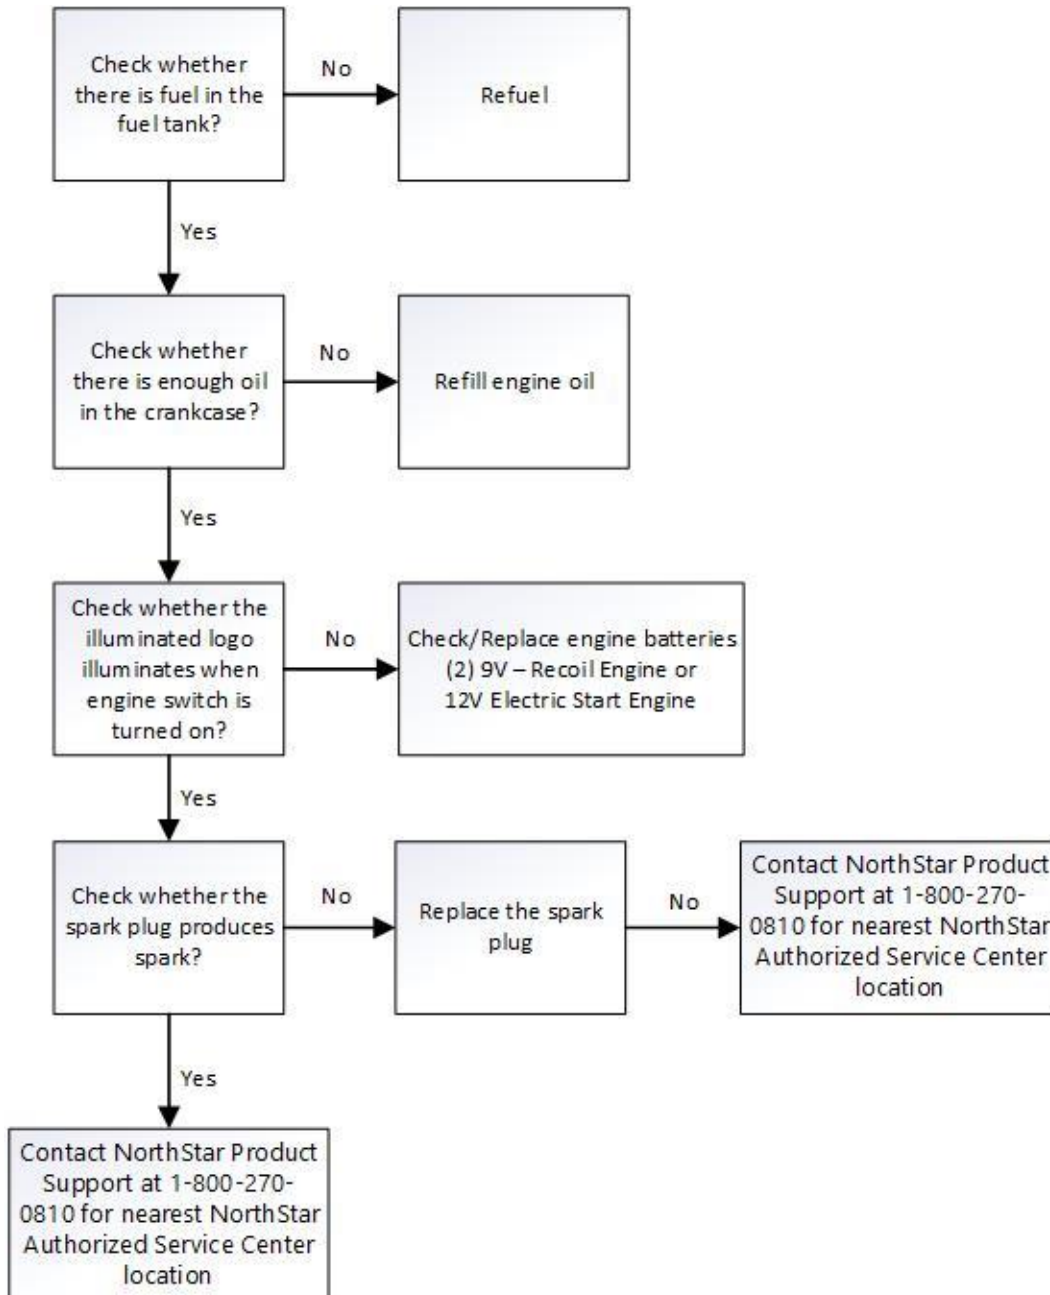 Check whether
there is fuel in the
fuel tank?
No
Refuel
Yes
Check whether
there is enough oil
in the crankcase?
No
Refill engine oil
Yes
Check whether the
illuminated logo
illuminates when
engine switch is
turned on?
No
Check/Replace engine batteries
(2) 9V – Recoil Engine or
12V Electric Start Engine
Yes
Check whether the
spark plug produces
spark?
No
Replace the spark
plug
No
Contact NorthStar Product
Support at 1-800-270-
0810 for nearest NorthStar
Authorized Service Center
location
Yes
Contact NorthStar Product
Support at 1-800-270-
0810 for nearest NorthStar
Authorized Service Center
location